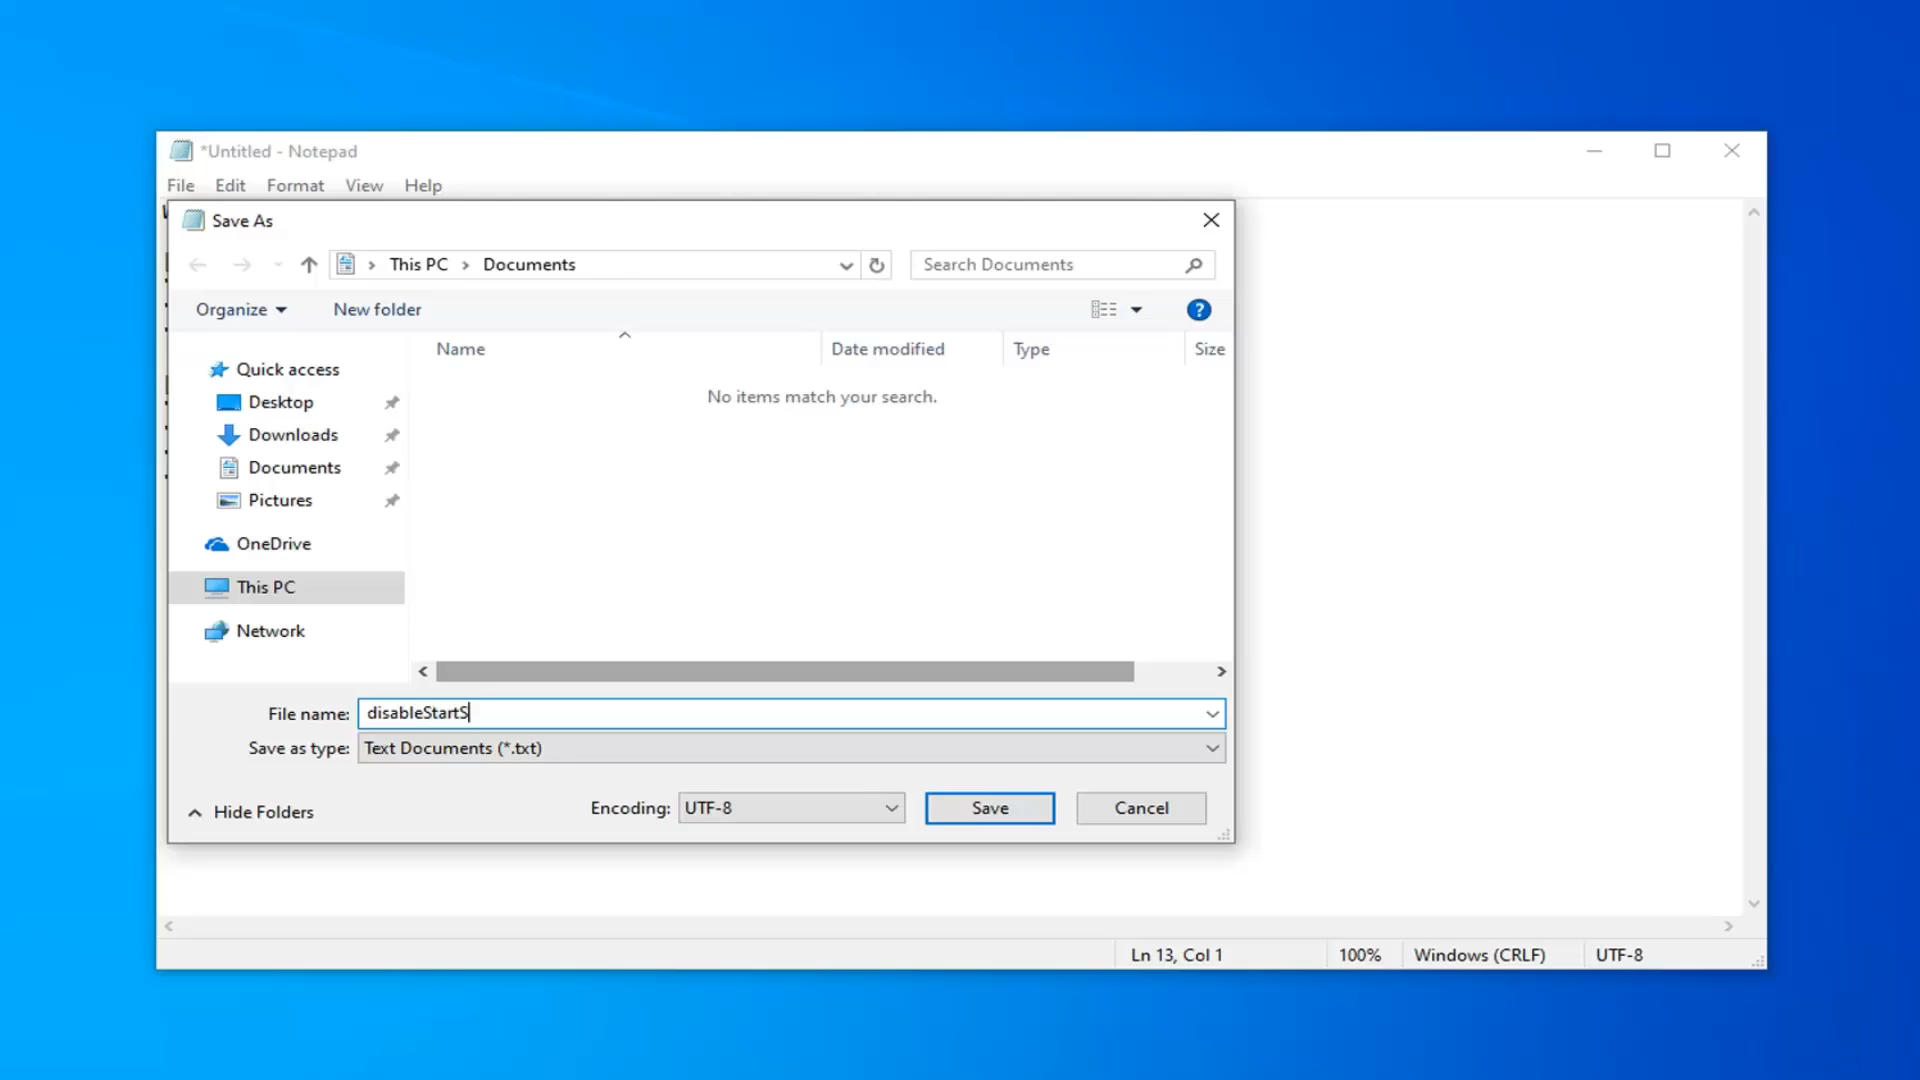 *Untitled - Notepad
File Edit Format View Help
Save As
This PC Documents
Search Documents
Organize
New folder
Name Date modified Type Size
No items match your search.
Quick access
Desktop
Downloads
Documents
Pictures
OneDrive
This PC
Network
File name: disableStartS
Save as type: Text Documents (*.txt)
Hide Folders
Encoding: UTF-8
Save
Cancel
Ln 13, Col 1 100% Windows (CRLF) UTF-8